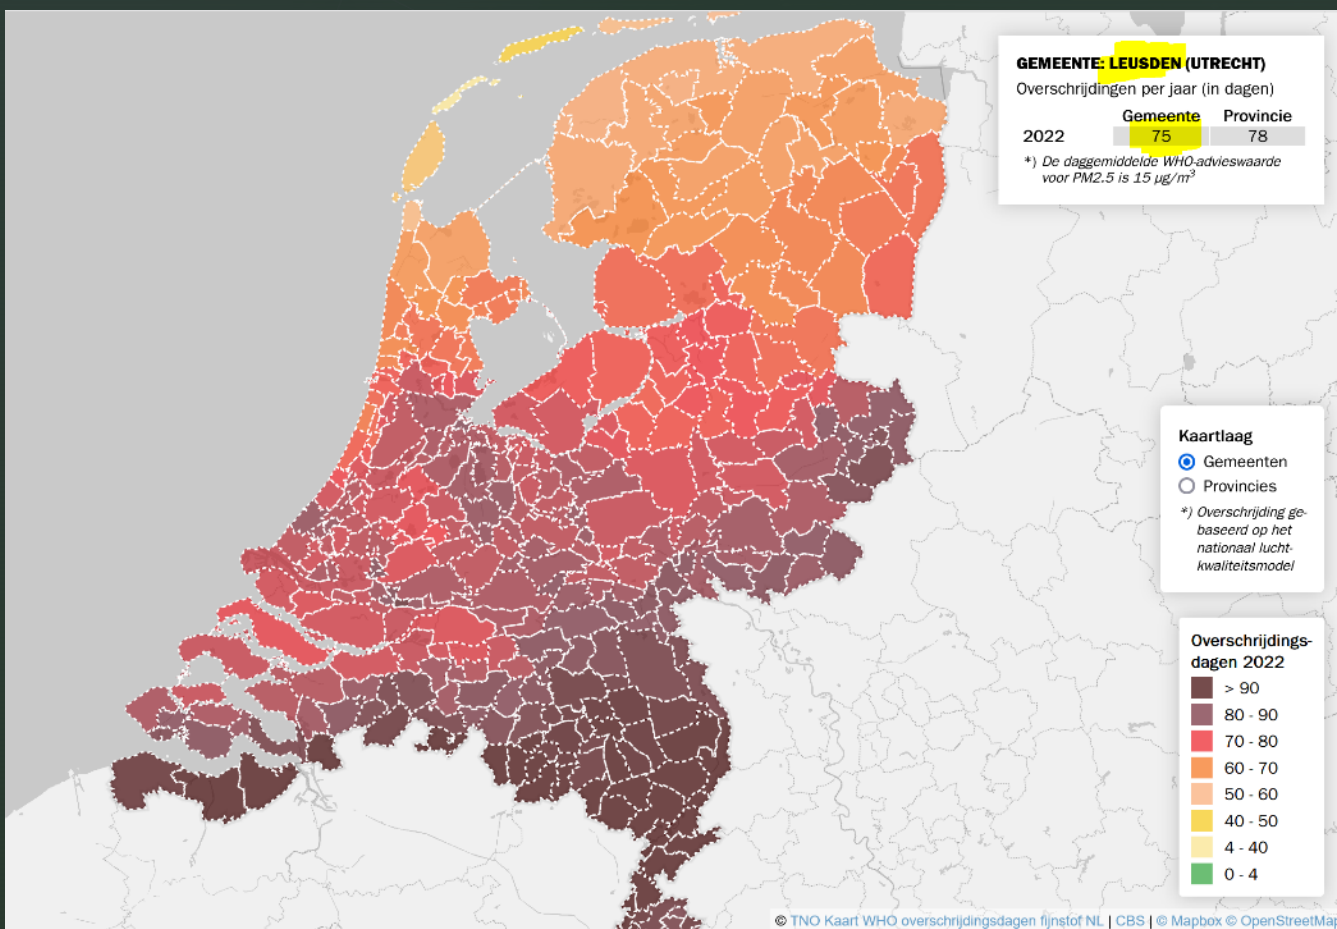 GEMEENTE: LEUSDEN (UTRECHT)
Overschrijdingen per jaar (in dagen)
Gemeente Provincie
2022 75 78
*) De daggemiddelde WHO-advieswaarde
voor PM2.5 is 15 µg/m³
Kaartlaag
Gemeenten
Provincies
*) Overschrijding ge-
baseerd op het
nationaal lucht-
kwaliteitsmodel
Overschrijdings-
dagen 2022
> 90
80 - 90
70 - 80
60 - 70
50 - 60
40 - 50
4 - 40
0 - 4
© TNO Kaart WHO overschrijdingsdagen fijnstof NL | CBS | © Mapbox © OpenStreetMap